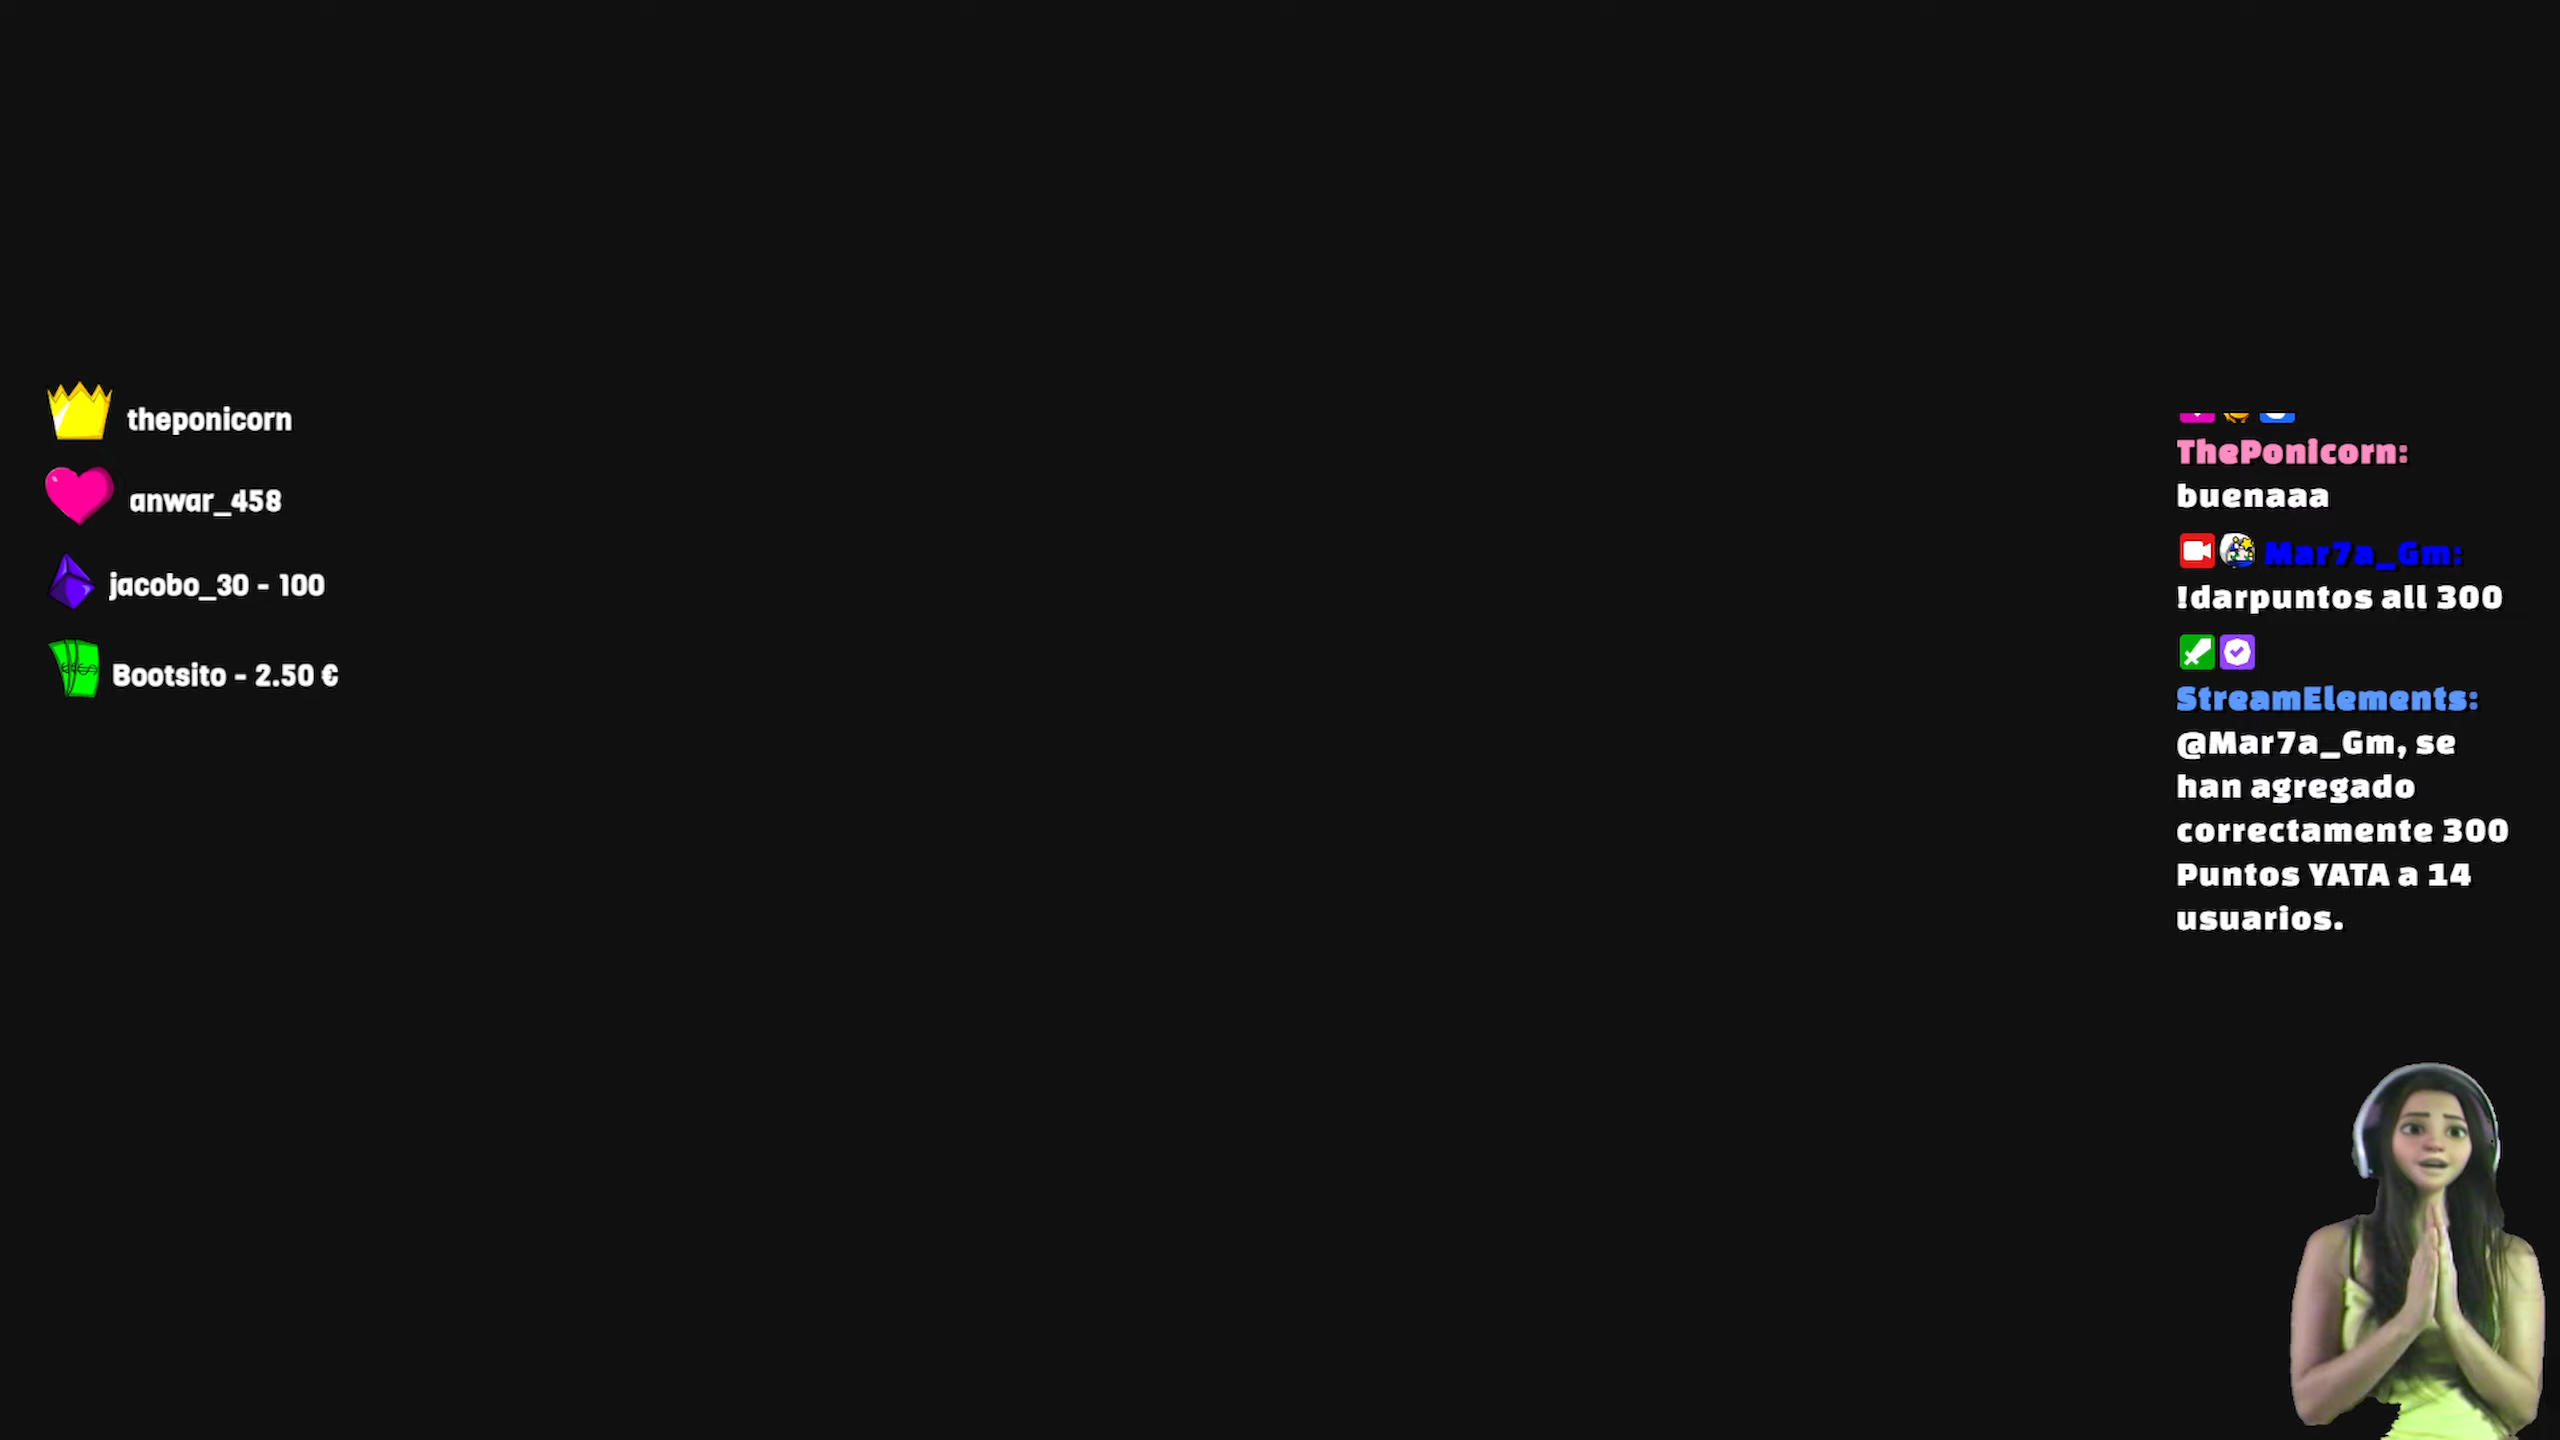 theponicorn
anwar_458
jacobo_30 - 100
Bootsito - 2.50 €
ThePonicorn:
buenaaa
Mar7a_Gm:
!darpuntos all 300
StreamElements:
@Mar7a_Gm, se
han agregado
correctamente 300
Puntos YATA a 14
usuarios.